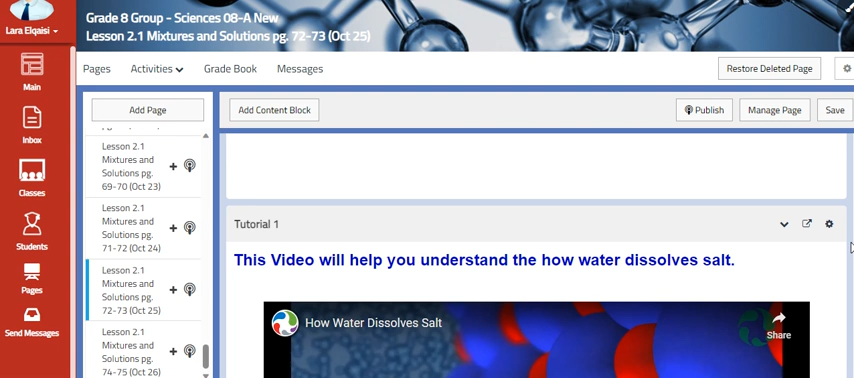 Grade 8 Group - Sciences 08-A New
Lesson 2.1 Mixtures and Solutions pg. 72-73 (Oct 25)
Lara Elqaisi
Main
Inbox
Classes
Students
Pages
Send Messages
Pages Activities Grade Book Messages Restore Deleted Page
Add Page
Add Content Block Publish Manage Page Save
Lesson 2.1
Mixtures and
Solutions pg.
69-70 (Oct 23)
Lesson 2.1
Mixtures and
Solutions pg.
71-72 (Oct 24)
Lesson 2.1
Mixtures and
Solutions pg.
72-73 (Oct 25)
Lesson 2.1
Mixtures and
Solutions pg.
74-75 (Oct 26)
Tutorial 1
This Video will help you understand the how water dissolves salt.
How Water Dissolves Salt
Share